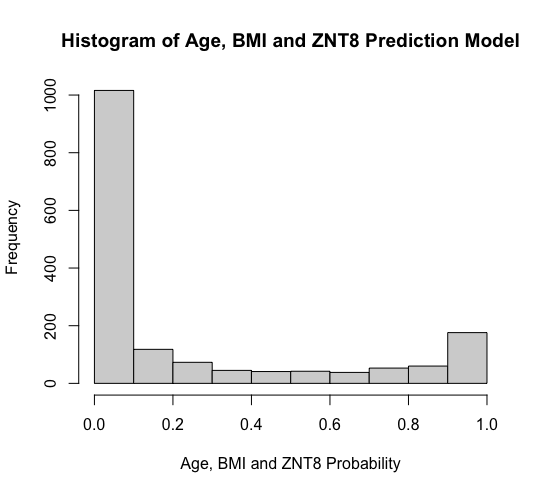 Histogram of Age, BMI and ZNT8 Prediction Model
Frequency
1000
800
600
400
200
0
0.0 0.2 0.4 0.6 0.8 1.0
Age, BMI and ZNT8 Probability